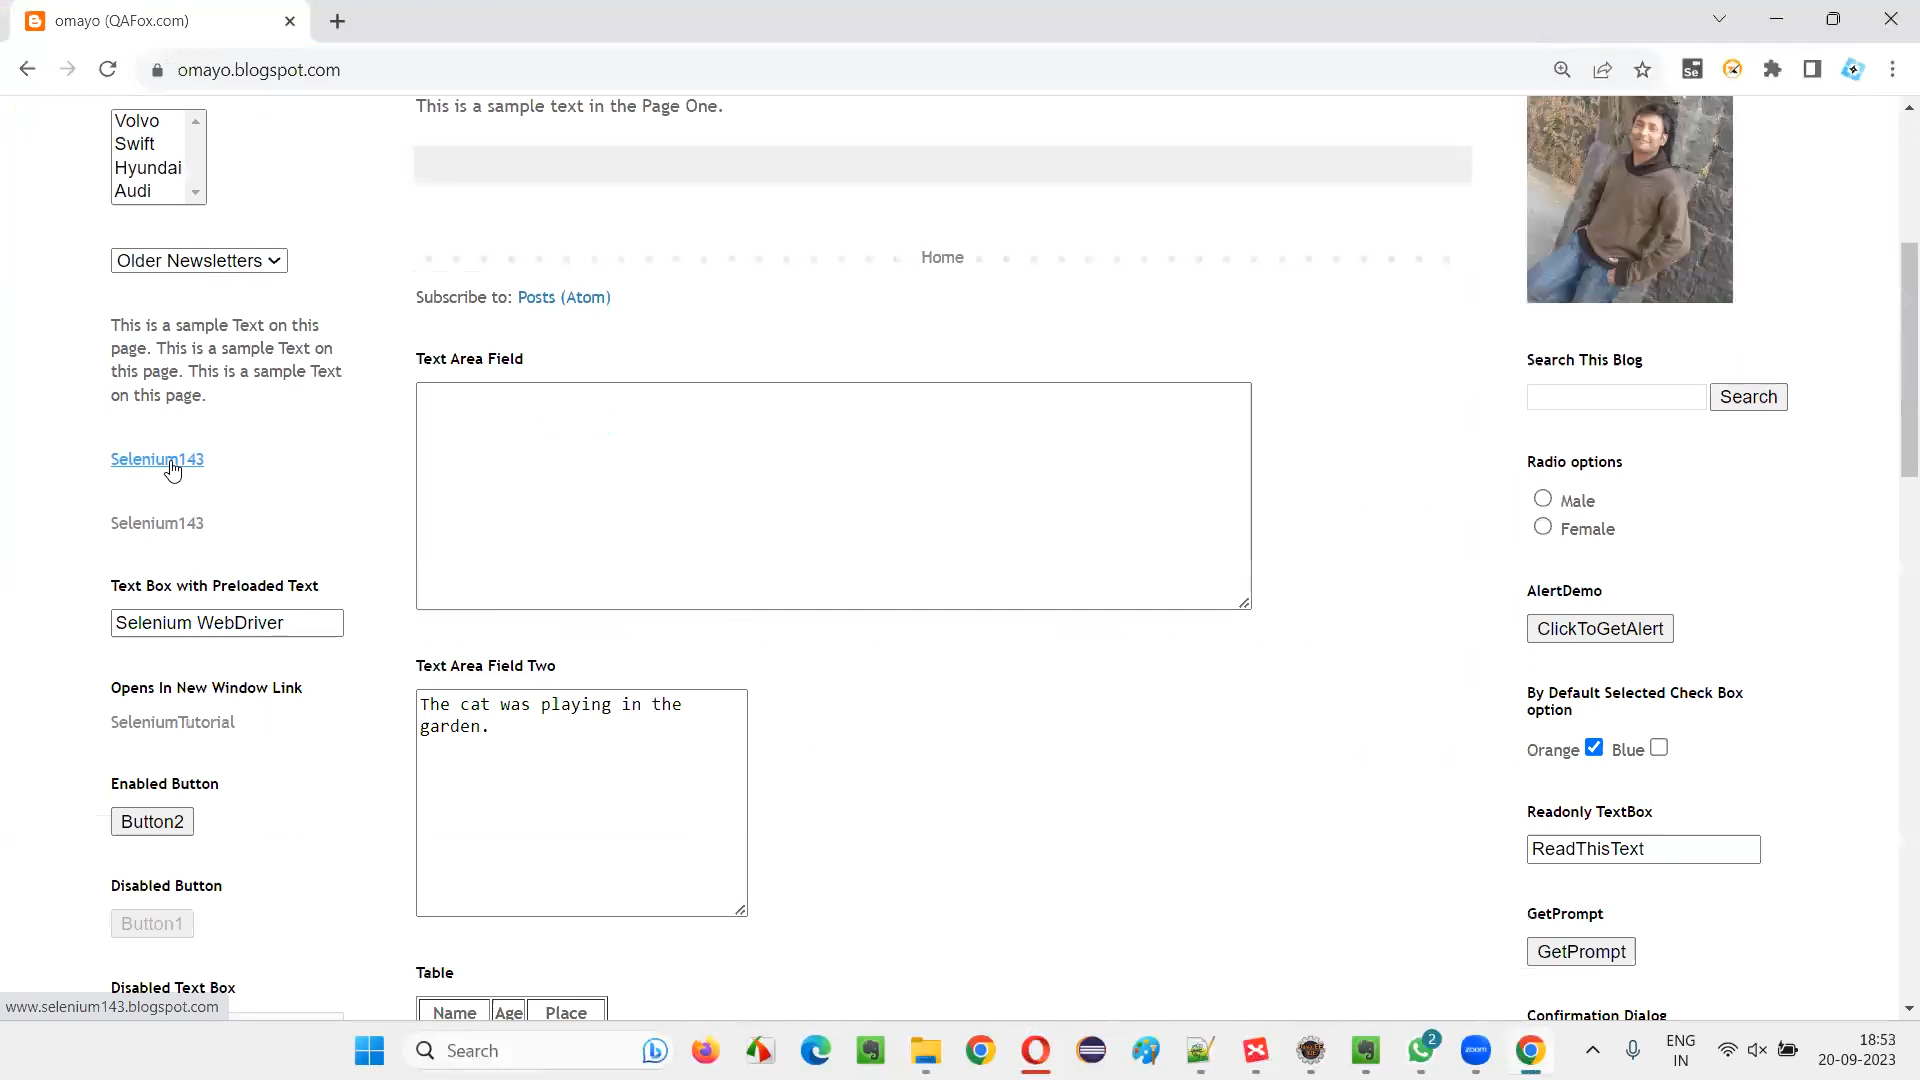 omayo (QAFox.com)
omayo.blogspot.com
Volvo
Swift
Hyundai
Audi
Older Newsletters
This is a sample Text on this
page. This is a sample Text on
this page. This is a sample Text
on this page.
Selenium143
Selenium143
Text Box with Preloaded Text
Selenium WebDriver
Opens In New Window Link
SeleniumTutorial
Enabled Button
Button2
Disabled Button
Button1
Disabled Text Box
www.selenium143.blogspot.com
This is a sample text in the Page One.
Home
Subscribe to: Posts (Atom)
Text Area Field
Text Area Field Two
The cat was playing in the
garden.
Table
Name Age Place
Search This Blog
Search
Radio options
Male
Female
AlertDemo
ClickToGetAlert
By Default Selected Check Box
option
Orange Blue
Readonly TextBox
ReadThisText
GetPrompt
GetPrompt
Confirmation Dialog
Search
zoom
2
ENG
IN
18:53
20-09-2023